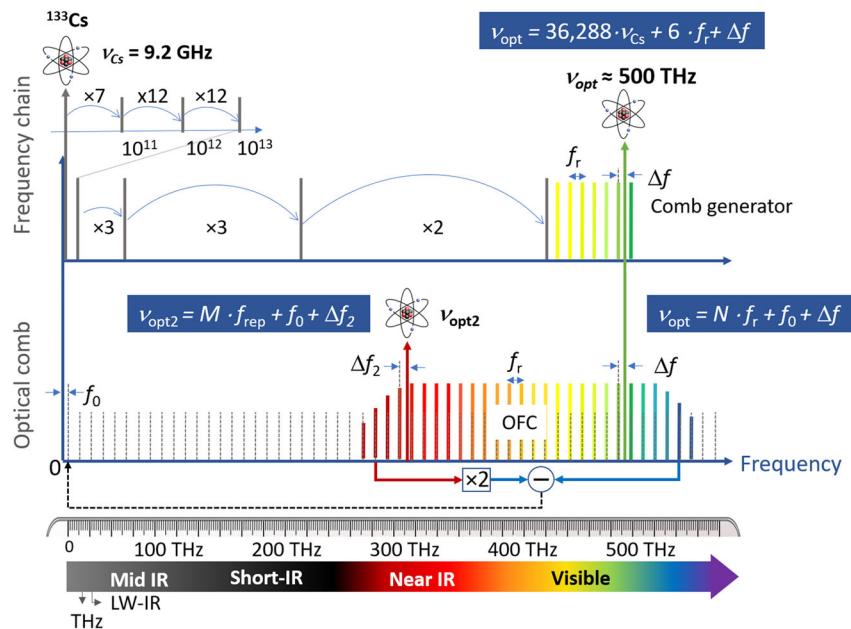 ¹³³Cs
ν_Cs = 9.2 GHz
ν_opt = 36,288·ν_Cs + 6 ·f_r + Δf
ν_opt ≈ 500 THz
Frequency chain
×7
x12
×12
10¹¹
10¹²
10¹³
×3
×3
×2
f_r
Δf
Comb generator
ν_opt2 = M · f_rep + f_0 + Δf_2
ν_opt2
ν_opt = N · f_r + f_0 + Δf
Optical comb
f_0
Δf_2
f_r
Δf
OFC
0
Frequency
×2
−
0
100 THz
200 THz
300 THz
400 THz
500 THz
Mid IR
Short-IR
Near IR
Visible
LW-IR
THz